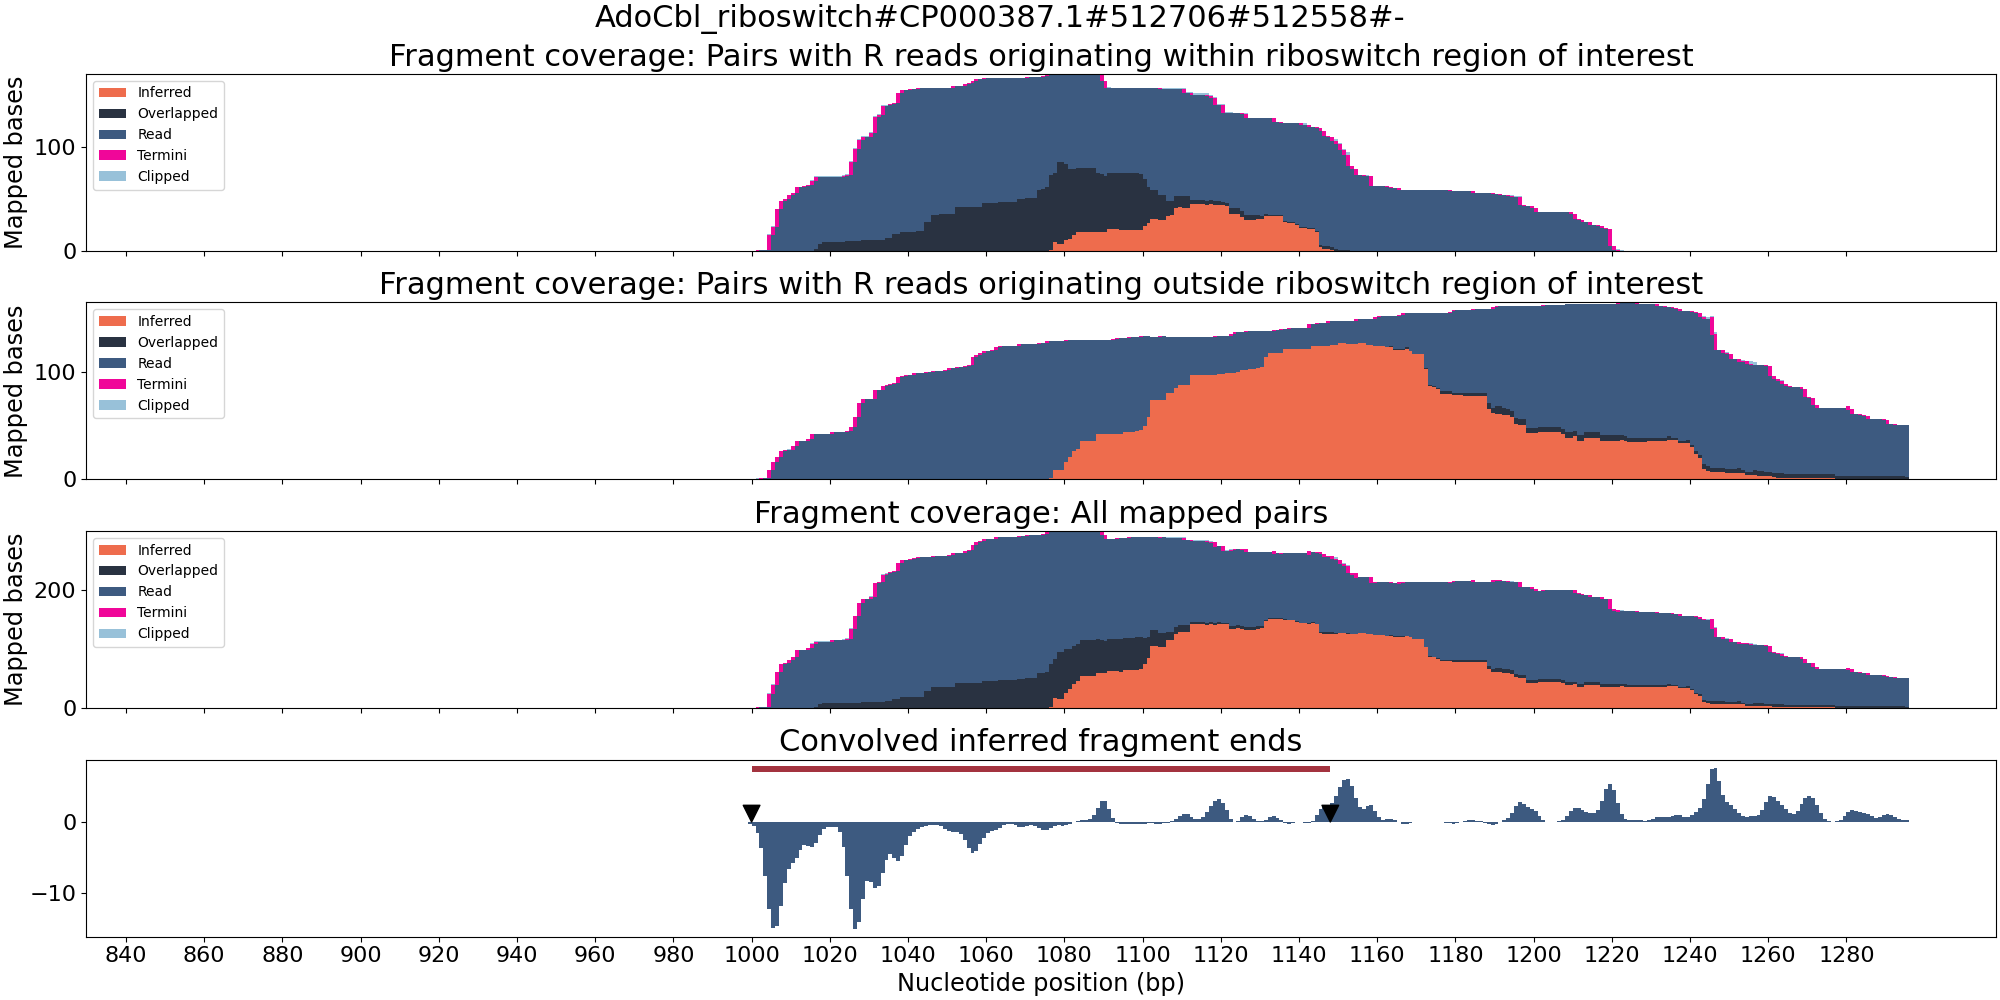 AdoCbl_riboswitch#CP000387.1#512706#512558#-
Fragment coverage: Pairs with R reads originating within riboswitch region of interest
Mapped bases
100
0
Inferred
Overlapped
Read
Termini
Clipped
Fragment coverage: Pairs with R reads originating outside riboswitch region of interest
Mapped bases
100
0
Inferred
Overlapped
Read
Termini
Clipped
Fragment coverage: All mapped pairs
Mapped bases
200
0
Inferred
Overlapped
Read
Termini
Clipped
Convolved inferred fragment ends
0
−10
840 860 880 900 920 940 960 980 1000 1020 1040 1060 1080 1100 1120 1140 1160 1180 1200 1220 1240 1260 1280
Nucleotide position (bp)